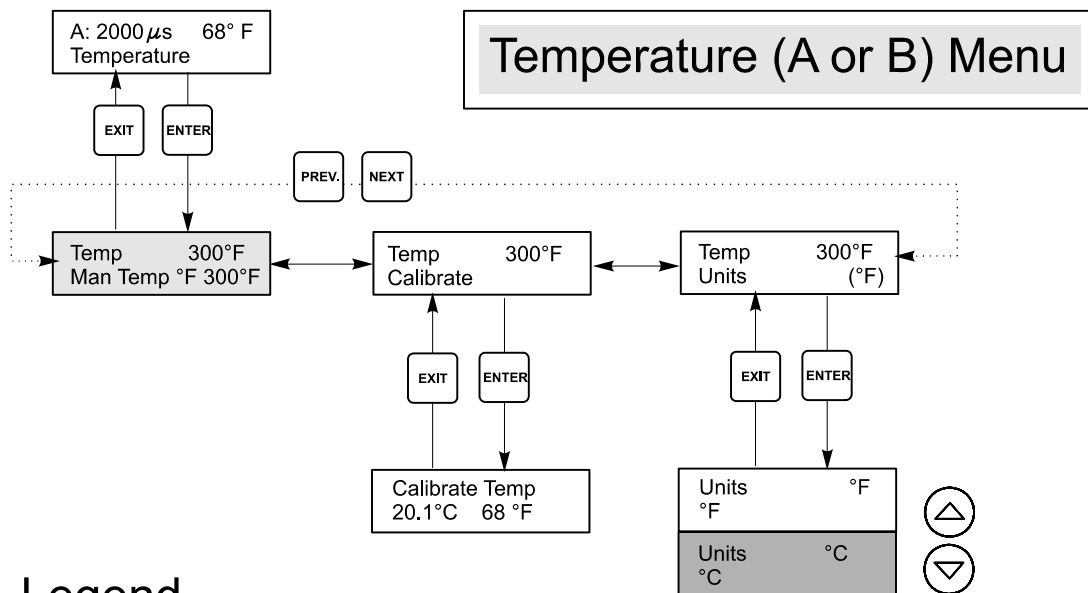 A: 2000 μs 68° F
Temperature
Temperature (A or B) Menu
EXIT ENTER
PREV. NEXT
Temp 300°F
Man Temp °F 300°F
Temp 300°F
Calibrate
Temp 300°F
Units (°F)
EXIT ENTER
EXIT ENTER
Calibrate Temp
20.1°C 68 °F
Units °F
°F
Units °C
°C
Legend